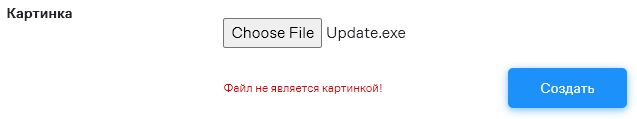 Картинка
Choose File Update.exe
Файл не является картинкой!
Создать